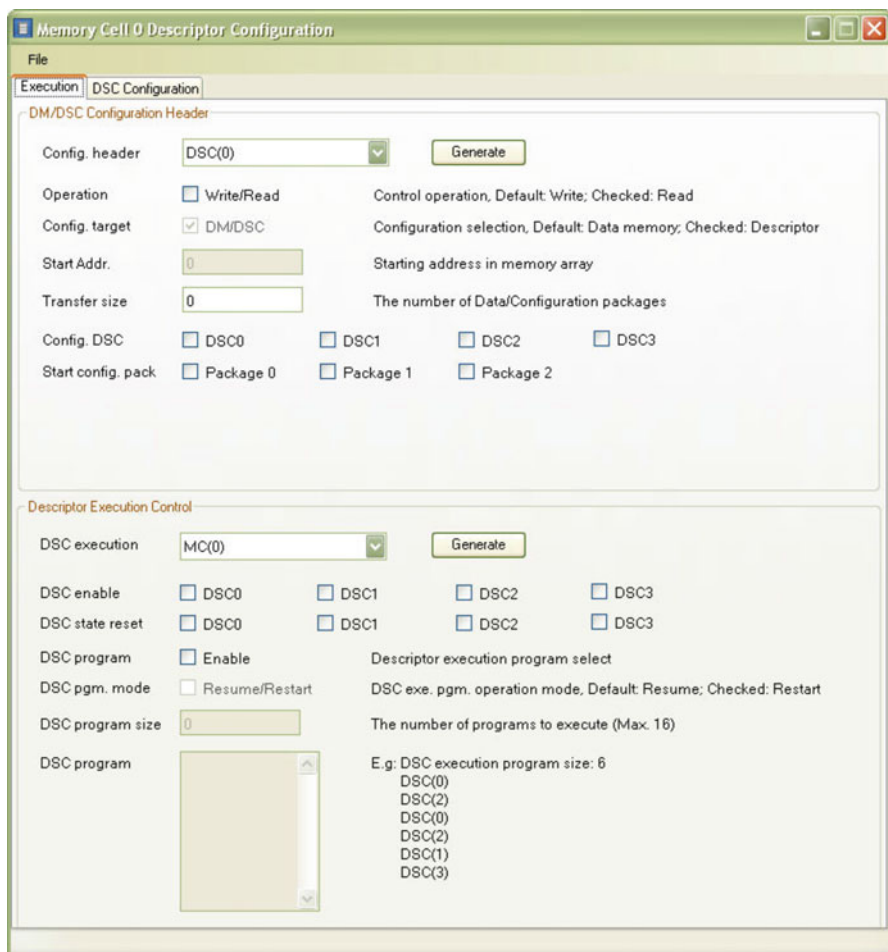 Memory Cell 0 Descriptor Configuration
File
Execution DSC Configuration
DM/DSC Configuration Header
Config. header DSC(0) Generate
Operation Write/Read Control operation, Default: Write; Checked: Read
Config. target DM/DSC Configuration selection, Default: Data memory; Checked: Descriptor
Start Addr. 0 Starting address in memory array
Transfer size 0 The number of Data/Configuration packages
Config. DSC DSC0 DSC1 DSC2 DSC3
Start config. pack Package 0 Package 1 Package 2
Descriptor Execution Control
DSC execution MC(0) Generate
DSC enable DSC0 DSC1 DSC2 DSC3
DSC state reset DSC0 DSC1 DSC2 DSC3
DSC program Enable Descriptor execution program select
DSC pgm. mode Resume/Restart DSC exe. pgm. operation mode, Default: Resume; Checked: Restart
DSC program size 0 The number of programs to execute (Max. 16)
DSC program E.g: DSC execution program size: 6
DSC(0)
DSC(2)
DSC(0)
DSC(2)
DSC(1)
DSC(3)